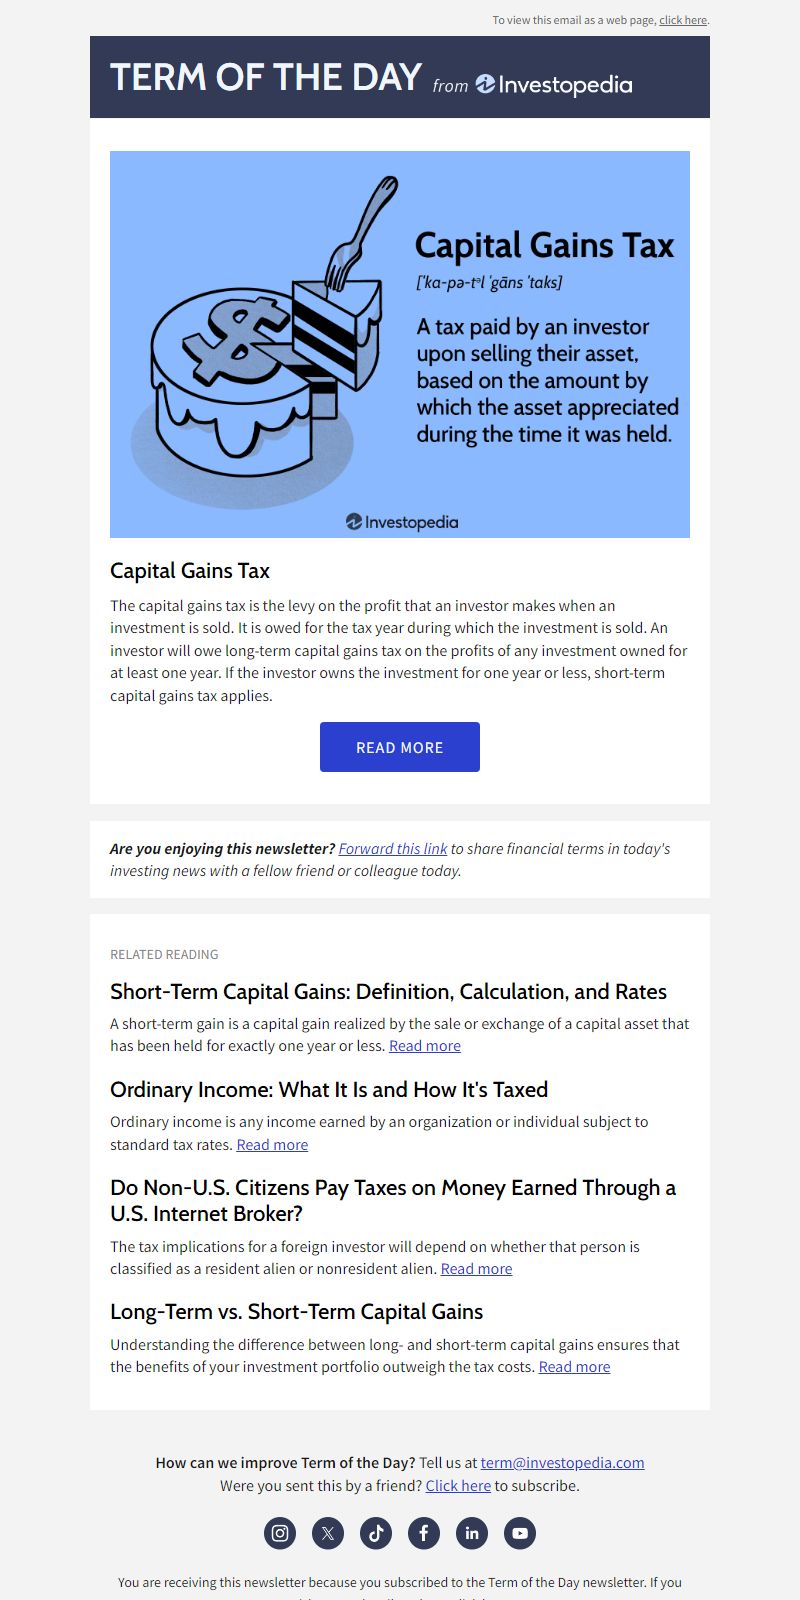 To view this email as a web page, click here.
TERM OF THE DAY from Investopedia
Capital Gains Tax
['ka-pə-tᵊl 'gāns 'taks]
A tax paid by an investor
upon selling their asset,
based on the amount by
which the asset appreciated
during the time it was held.
Investopedia
Capital Gains Tax
The capital gains tax is the levy on the profit that an investor makes when an
investment is sold. It is owed for the tax year during which the investment is sold. An
investor will owe long-term capital gains tax on the profits of any investment owned for
at least one year. If the investor owns the investment for one year or less, short-term
capital gains tax applies.
READ MORE
Are you enjoying this newsletter? Forward this link to share financial terms in today's
investing news with a fellow friend or colleague today.
RELATED READING
Short-Term Capital Gains: Definition, Calculation, and Rates
A short-term gain is a capital gain realized by the sale or exchange of a capital asset that
has been held for exactly one year or less. Read more
Ordinary Income: What It Is and How It's Taxed
Ordinary income is any income earned by an organization or individual subject to
standard tax rates. Read more
Do Non-U.S. Citizens Pay Taxes on Money Earned Through a
U.S. Internet Broker?
The tax implications for a foreign investor will depend on whether that person is
classified as a resident alien or nonresident alien. Read more
Long-Term vs. Short-Term Capital Gains
Understanding the difference between long- and short-term capital gains ensures that
the benefits of your investment portfolio outweigh the tax costs. Read more
How can we improve Term of the Day? Tell us at term@investopedia.com
Were you sent this by a friend? Click here to subscribe.
You are receiving this newsletter because you subscribed to the Term of the Day newsletter. If you